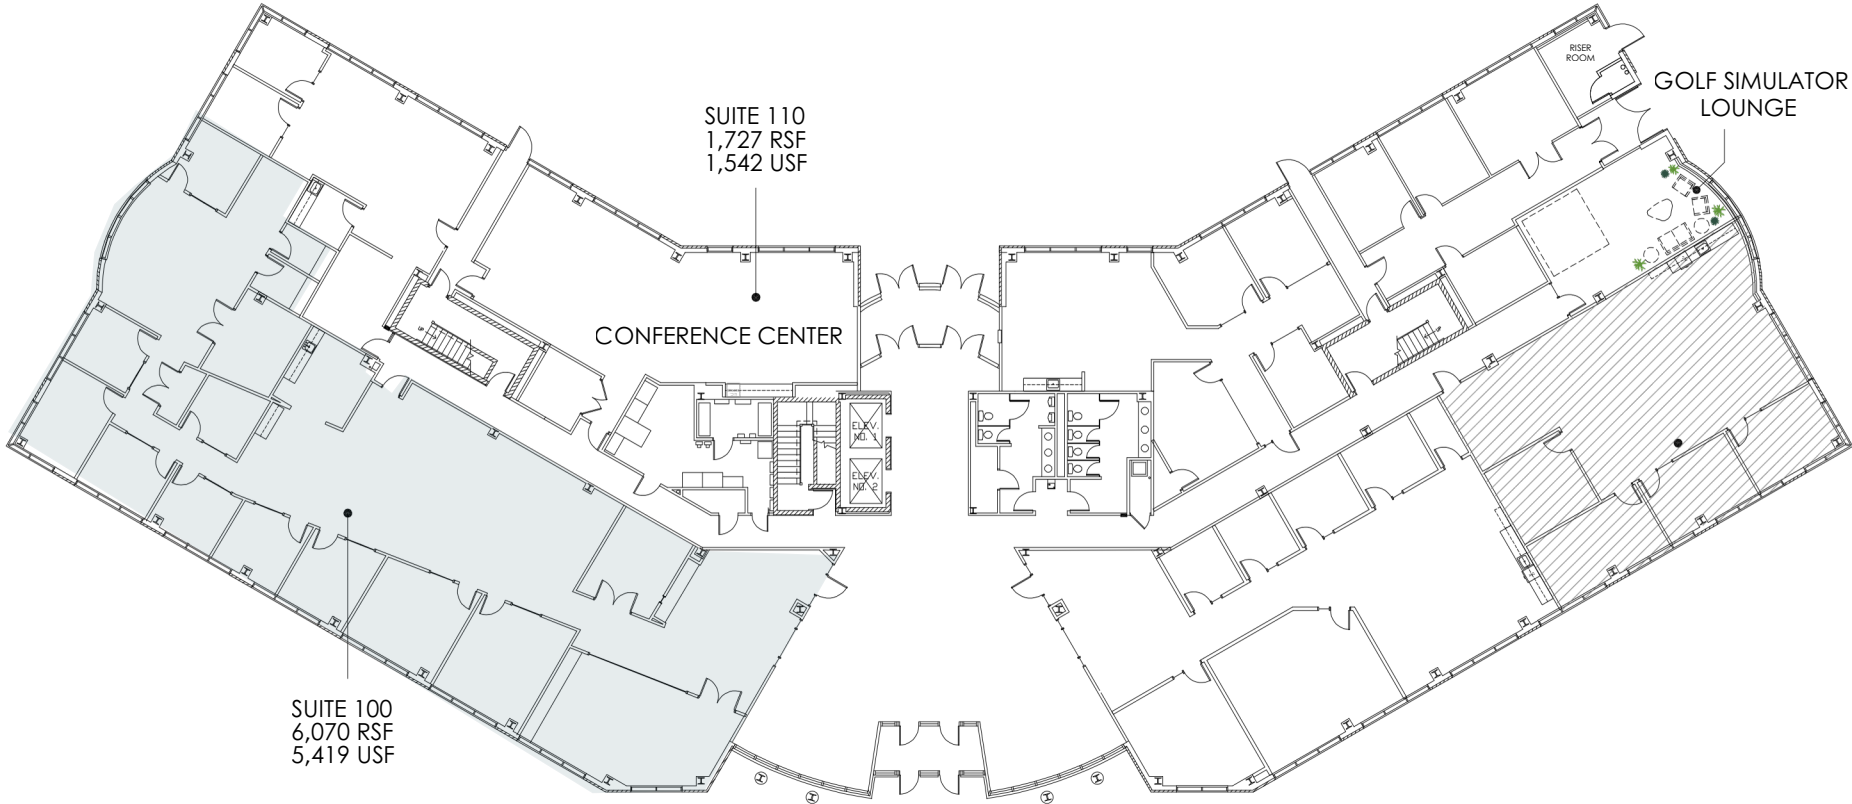 RISER
ROOM
GOLF SIMULATOR
LOUNGE
SUITE 110
1,727 RSF
1,542 USF
CONFERENCE CENTER
ELEV.
NO. 1
ELEV.
NO. 2
SUITE 100
6,070 RSF
5,419 USF